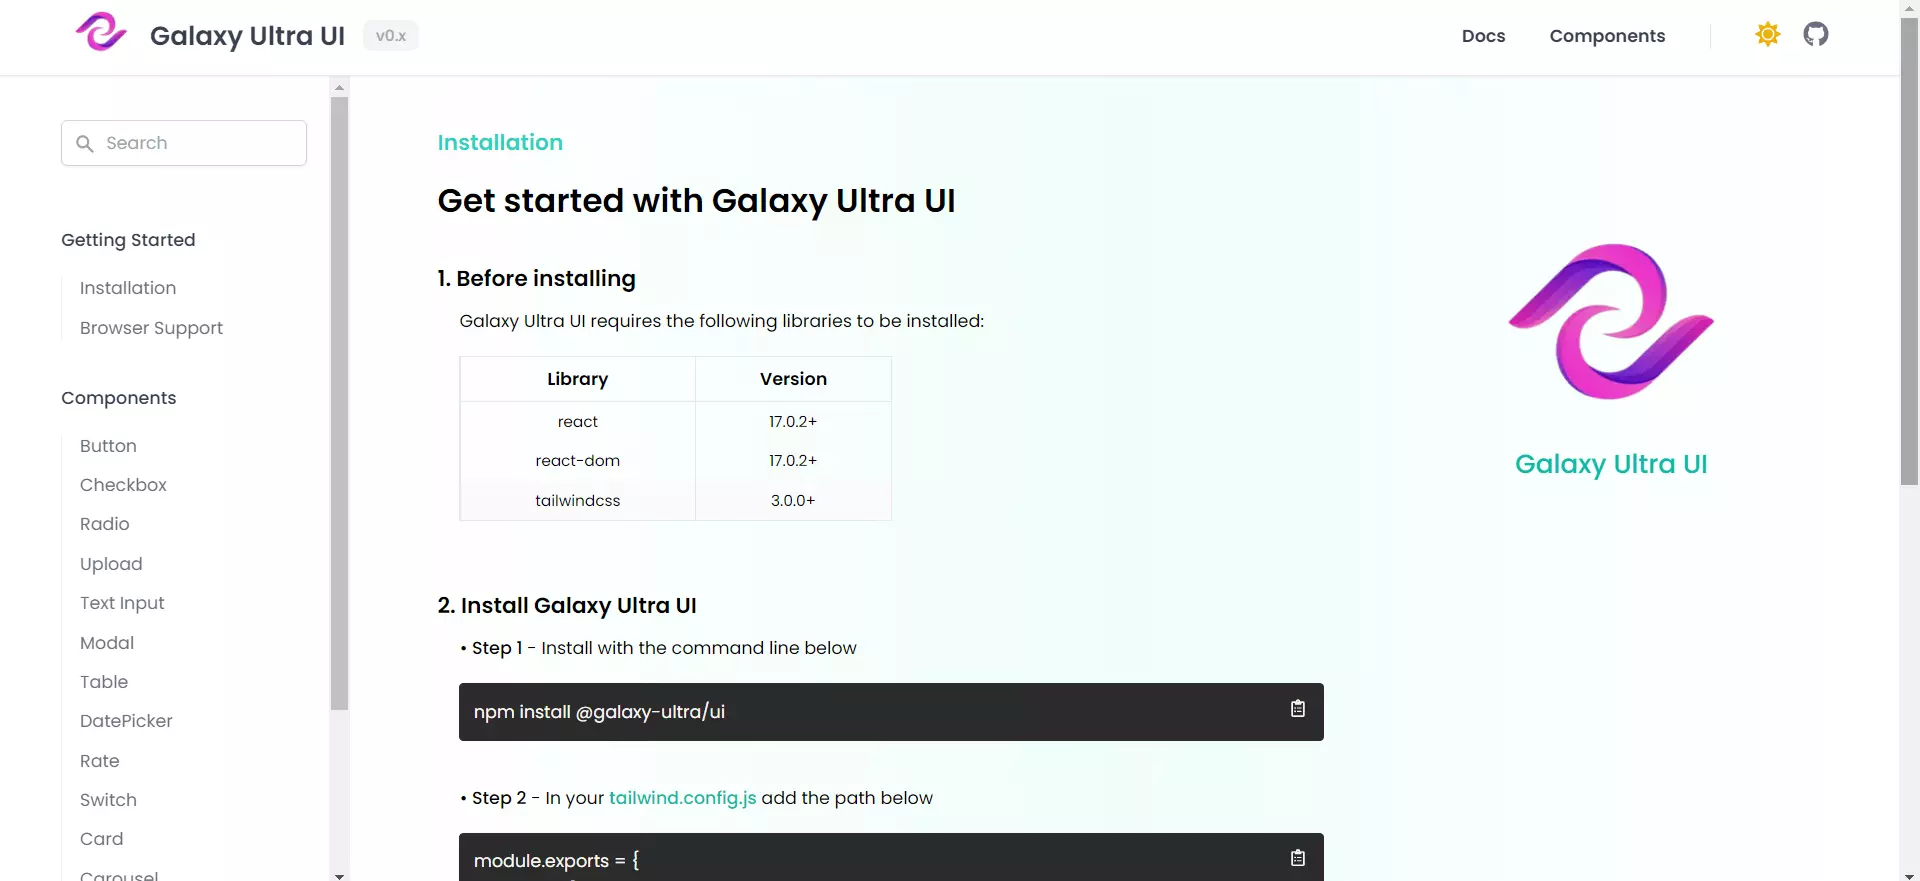 Galaxy Ultra UI v0.x
Docs Components
Search
Getting Started
Installation
Browser Support
Components
Button
Checkbox
Radio
Upload
Text Input
Modal
Table
DatePicker
Rate
Switch
Card
Carousel
Installation
Get started with Galaxy Ultra UI
1. Before installing
Galaxy Ultra UI requires the following libraries to be installed:
Library Version
react 17.0.2+
react-dom 17.0.2+
tailwindcss 3.0.0+
2. Install Galaxy Ultra UI
• Step 1 - Install with the command line below
npm install @galaxy-ultra/ui
• Step 2 - In your tailwind.config.js add the path below
module.exports = {
Galaxy Ultra UI